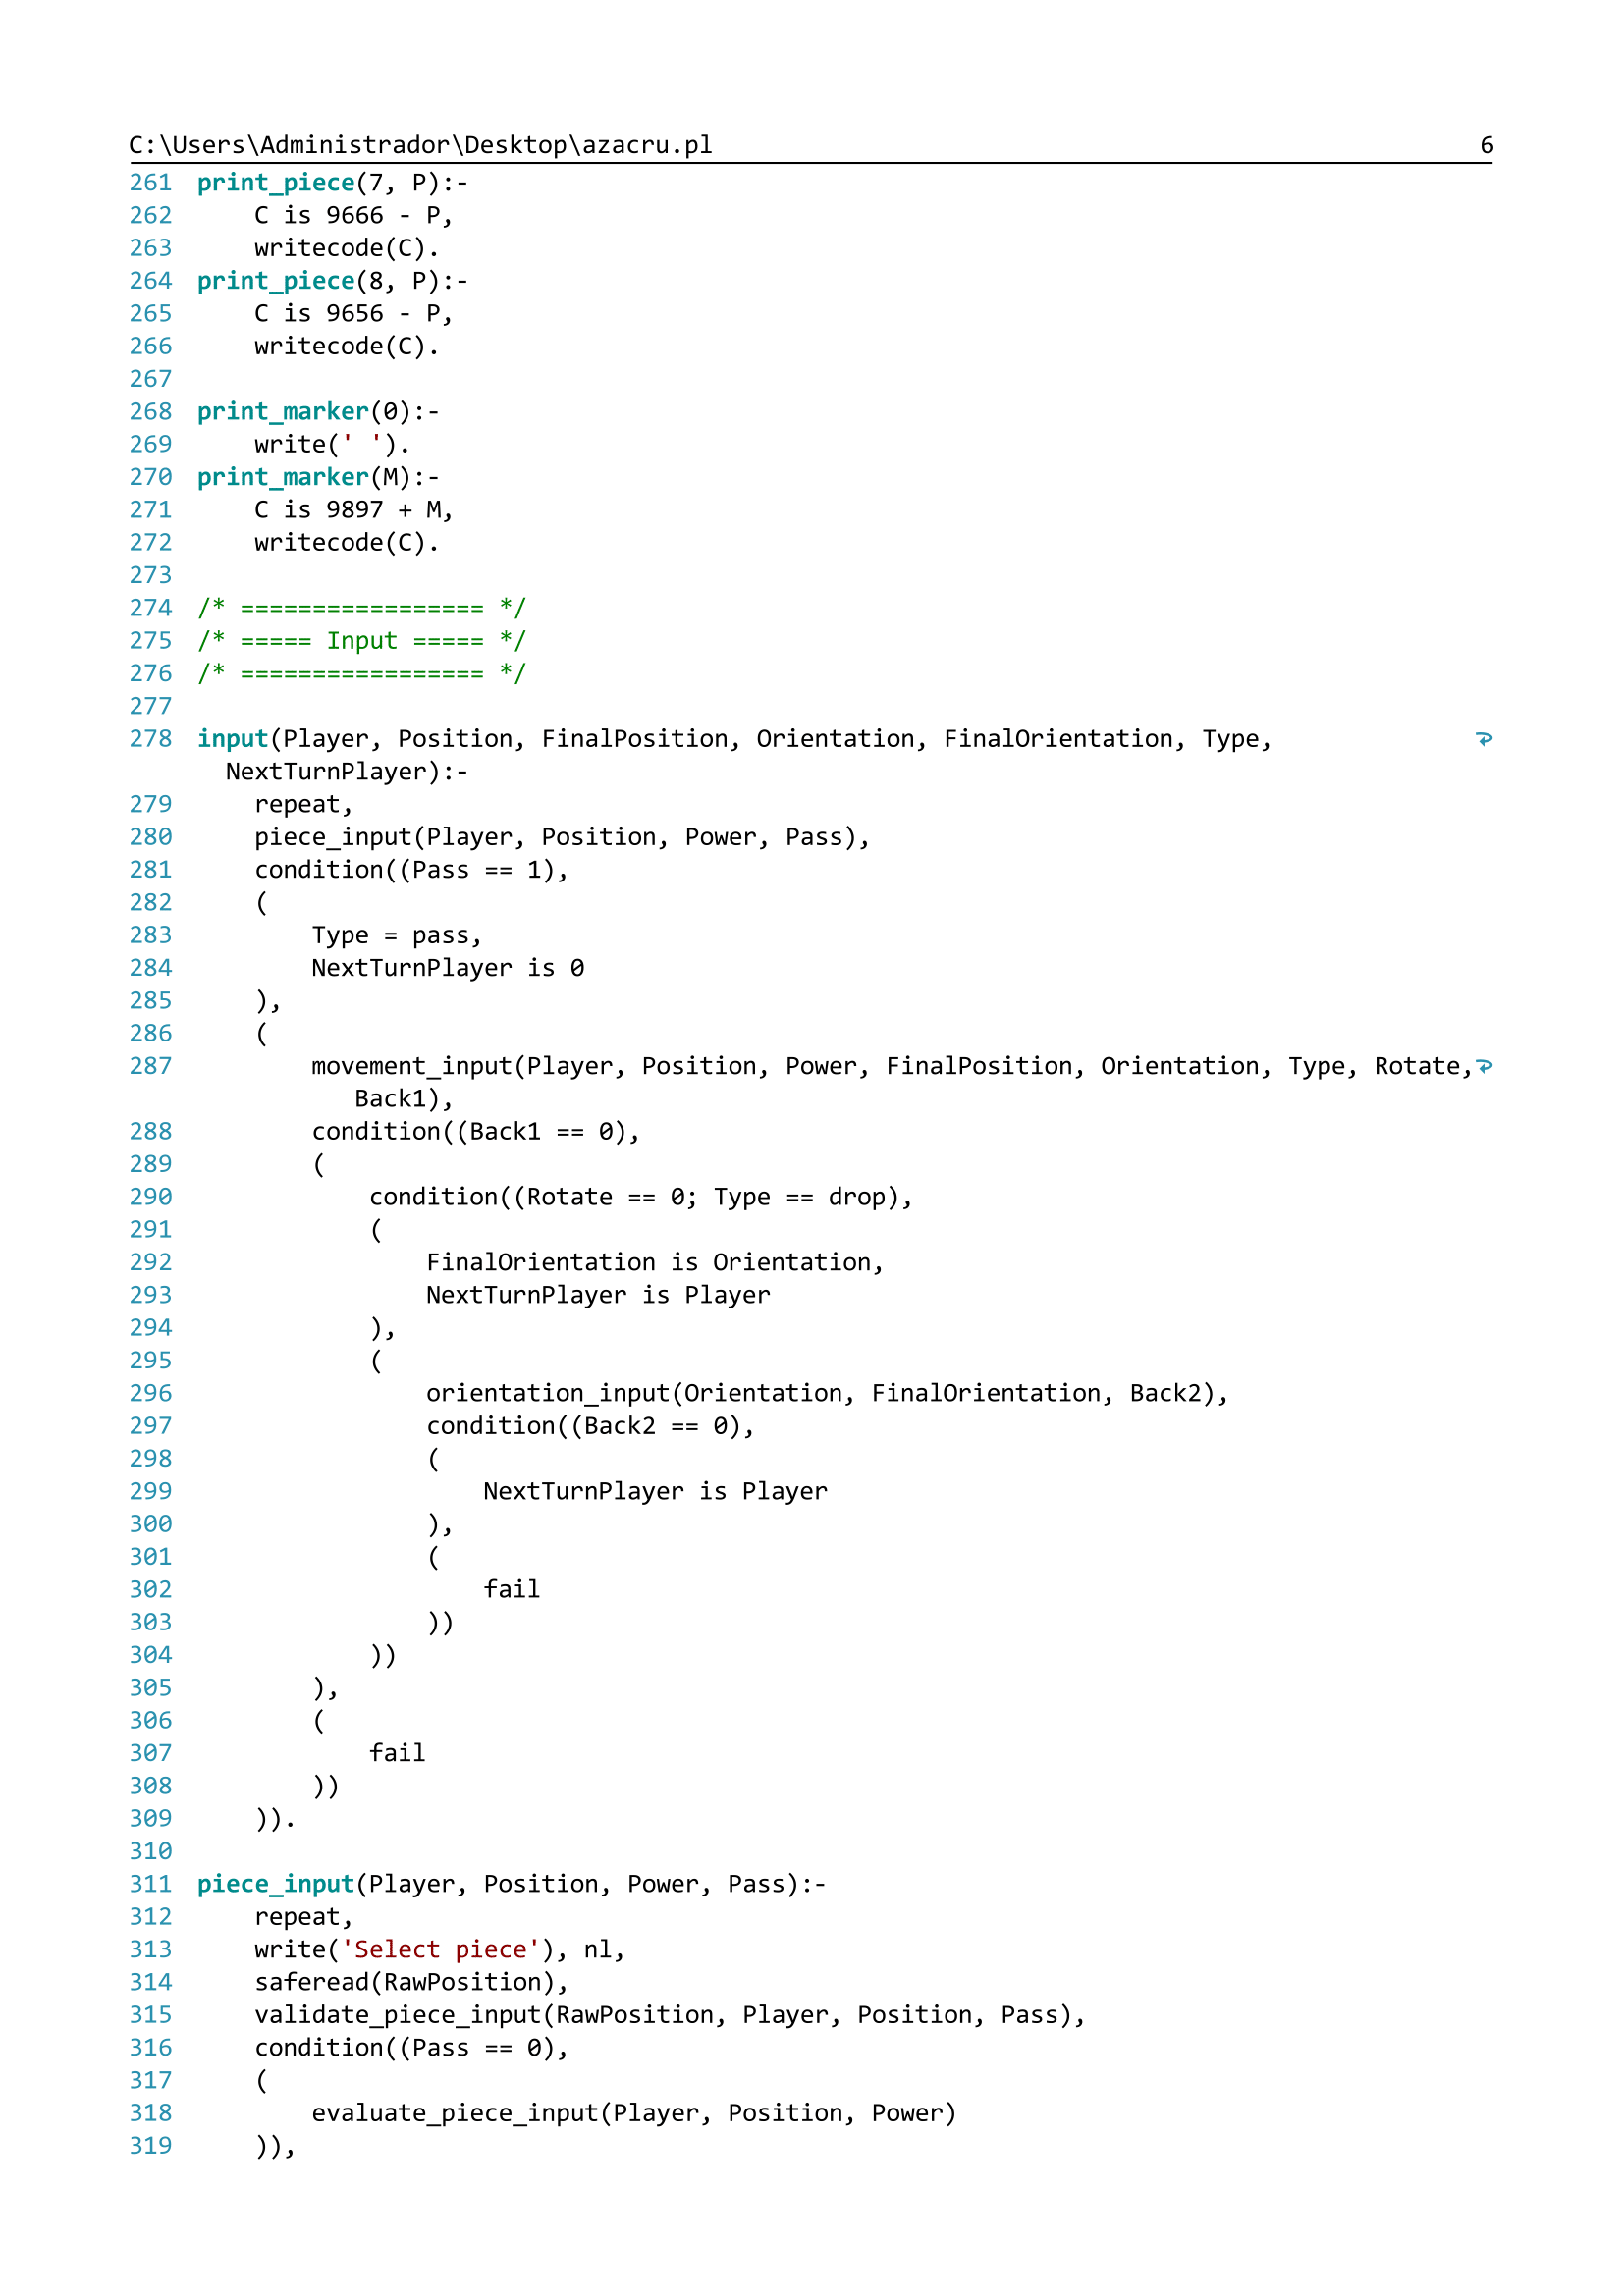 C:\Users\Administrador\Desktop\azacru.pl 6
261 print_piece(7, P):-
262     C is 9666 - P,
263     writecode(C).
264 print_piece(8, P):-
265     C is 9656 - P,
266     writecode(C).
267
268 print_marker(0):-
269     write(' ').
270 print_marker(M):-
271     C is 9897 + M,
272     writecode(C).
273
274 /* ================= */
275 /* ===== Input ===== */
276 /* ================= */
277
278 input(Player, Position, FinalPosition, Orientation, FinalOrientation, Type,
  NextTurnPlayer):-
279     repeat,
280     piece_input(Player, Position, Power, Pass),
281     condition((Pass == 1),
282     (
283         Type = pass,
284         NextTurnPlayer is 0
285     ),
286     (
287         movement_input(Player, Position, Power, FinalPosition, Orientation, Type, Rotate,
           Back1),
288         condition((Back1 == 0),
289         (
290             condition((Rotate == 0; Type == drop),
291             (
292                 FinalOrientation is Orientation,
293                 NextTurnPlayer is Player
294             ),
295             (
296                 orientation_input(Orientation, FinalOrientation, Back2),
297                 condition((Back2 == 0),
298                 (
299                     NextTurnPlayer is Player
300                 ),
301                 (
302                     fail
303                 ))
304             ))
305         ),
306         (
307             fail
308         ))
309     )).
310
311 piece_input(Player, Position, Power, Pass):-
312     repeat,
313     write('Select piece'), nl,
314     saferead(RawPosition),
315     validate_piece_input(RawPosition, Player, Position, Pass),
316     condition((Pass == 0),
317     (
318         evaluate_piece_input(Player, Position, Power)
319     )),